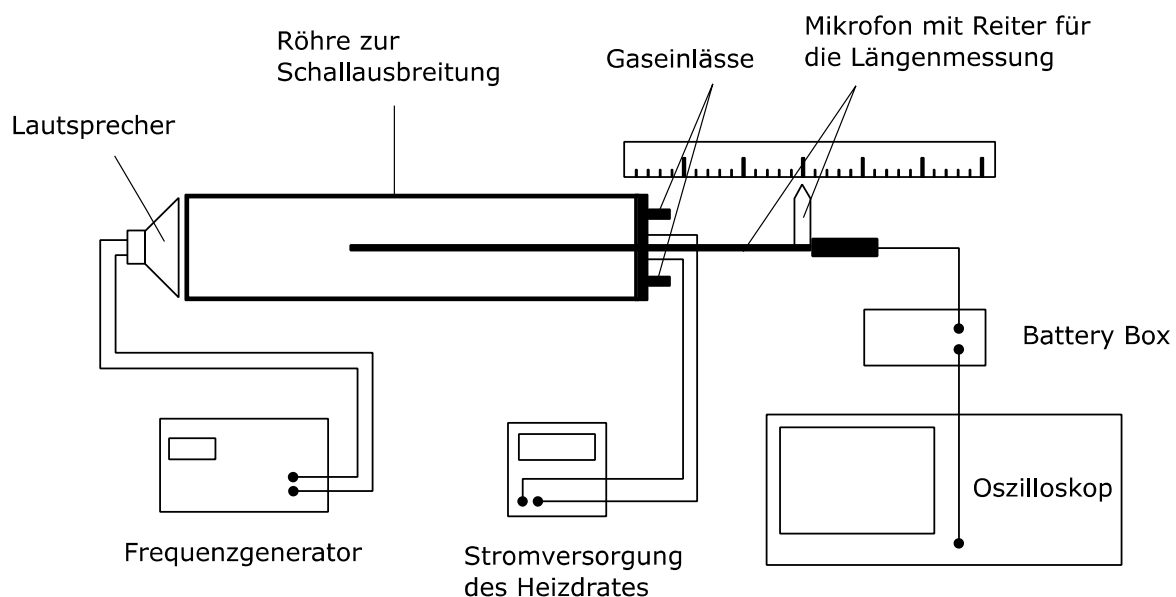 Röhre zur
Schallausbreitung
Gaseinlässe
Mikrofon mit Reiter für
die Längenmessung
Lautsprecher
Battery Box
Oszilloskop
Frequenzgenerator
Stromversorgung
des Heizdrates